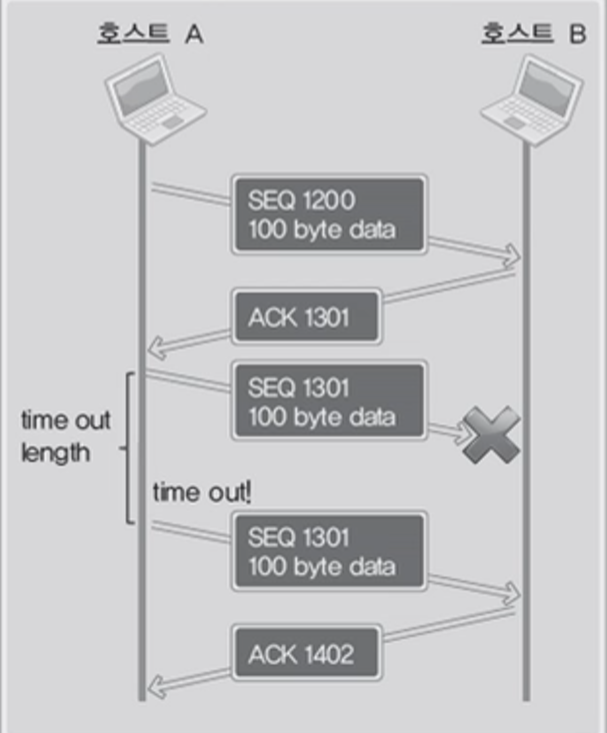 호스트 A
호스트 B
SEQ 1200
100 byte data
ACK 1301
SEQ 1301
100 byte data
time out
length
time out!
SEQ 1301
100 byte data
ACK 1402